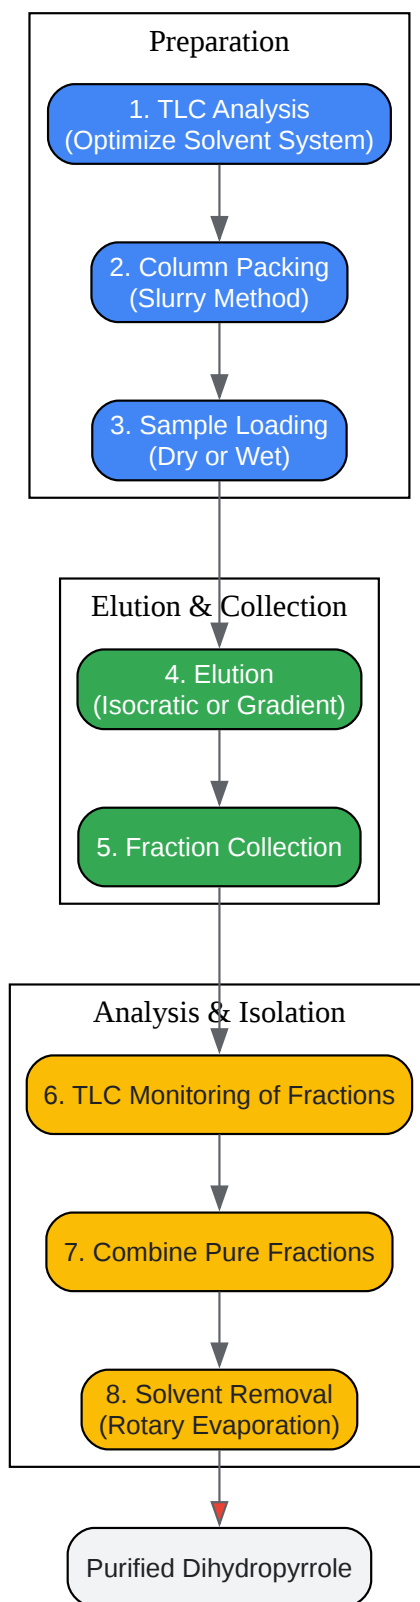 Preparation
1. TLC Analysis
(Optimize Solvent System)
2. Column Packing
(Slurry Method)
3. Sample Loading
(Dry or Wet)
Elution & Collection
4. Elution
(Isocratic or Gradient)
5. Fraction Collection
Analysis & Isolation
6. TLC Monitoring of Fractions
7. Combine Pure Fractions
8. Solvent Removal
(Rotary Evaporation)
Purified Dihydropyrrole